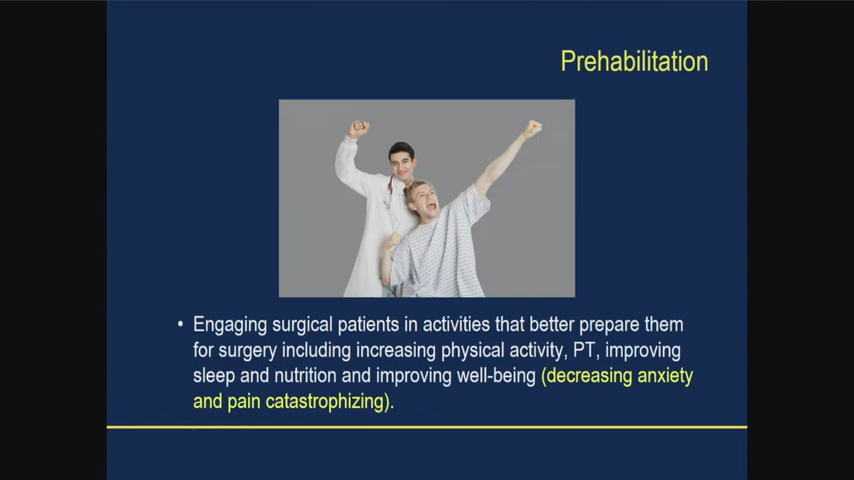 Prehabilitation
• Engaging surgical patients in activities that better prepare them
for surgery including increasing physical activity, PT, improving
sleep and nutrition and improving well-being (decreasing anxiety
and pain catastrophizing).